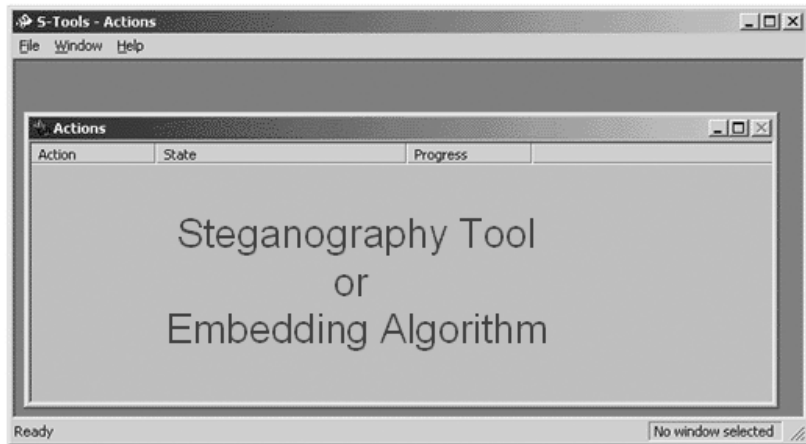 S-Tools - Actions
File Window Help
Actions
Action State Progress
Steganography Tool
or
Embedding Algorithm
Ready No window selected